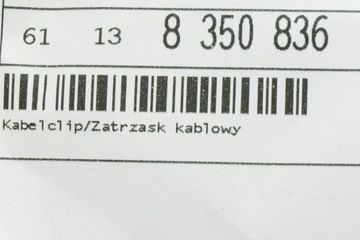 61 13 8 350 836
Kabelclip/Zatrzask kablowy